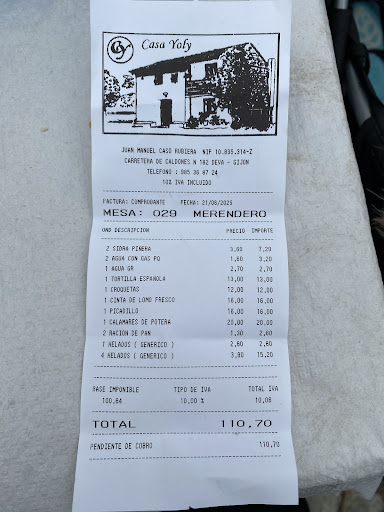 CY Casa Yoly
JUAN MANUEL CASO RUBIERA NIF 10.835.314-Z
CARRETERA DE CALDONES N 182 DEVA - GIJON
TELEFONO : 985 36 87 24
10% IVA INCLUIDO
FACTURA: COMPROBANTE FECHA: 21/06/2025
MESA: 029 MERENDERO
UND DESCRIPCION PRECIO IMPORTE
2 SIDRA PIÑERA 3,60 7,20
2 AGUA CON GAS PQ 1,60 3,20
1 AGUA GR 2,70 2,70
1 TORTILLA ESPAÑOLA 13,00 13,00
1 CROQUETAS 12,00 12,00
1 CINTA DE LOMO FRESCO 16,00 16,00
1 PICADILLO 16,00 16,00
1 CALAMARES DE POTERA 20,00 20,00
2 RACION DE PAN 1,30 2,60
1 HELADOS ( GENERICO ) 2,80 2,80
4 HELADOS ( GENERICO ) 3,80 15,20
BASE IMPONIBLE TIPO DE IVA TOTAL IVA
100,64 10,00 % 10,06
TOTAL 110,70
PENDIENTE DE COBRO 110,70